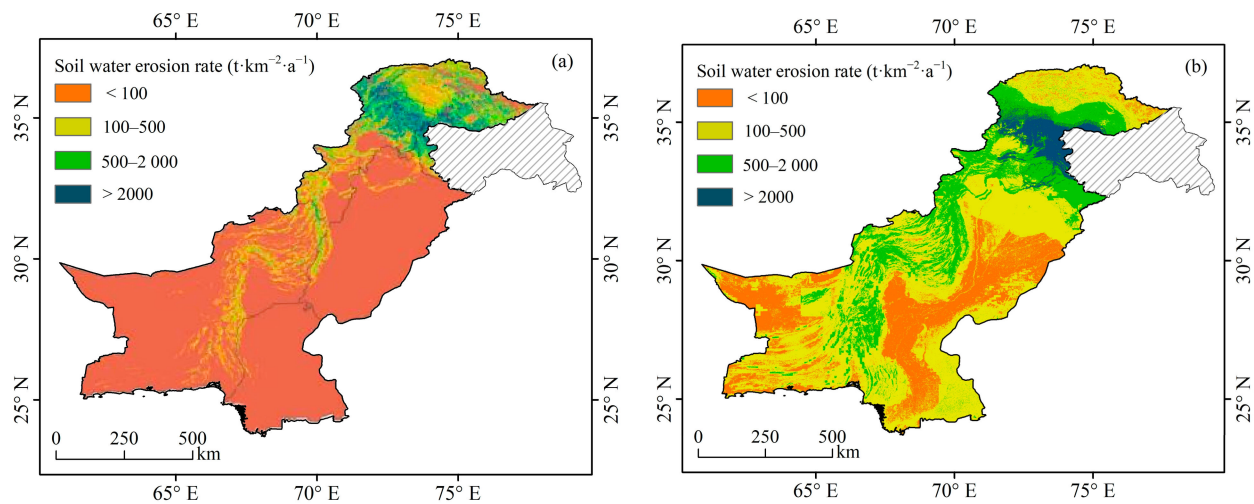 65° E 70° E 75° E
(a)
Soil water erosion rate (t·km⁻²·a⁻¹)
< 100
100–500
500–2 000
> 2000
35° N
30° N
25° N
35° N
30° N
25° N
0 250 500
km
65° E 70° E 75° E
65° E 70° E 75° E
(b)
Soil water erosion rate (t·km⁻²·a⁻¹)
< 100
100–500
500–2 000
> 2000
35° N
30° N
25° N
35° N
30° N
25° N
0 250 500
km
65° E 70° E 75° E